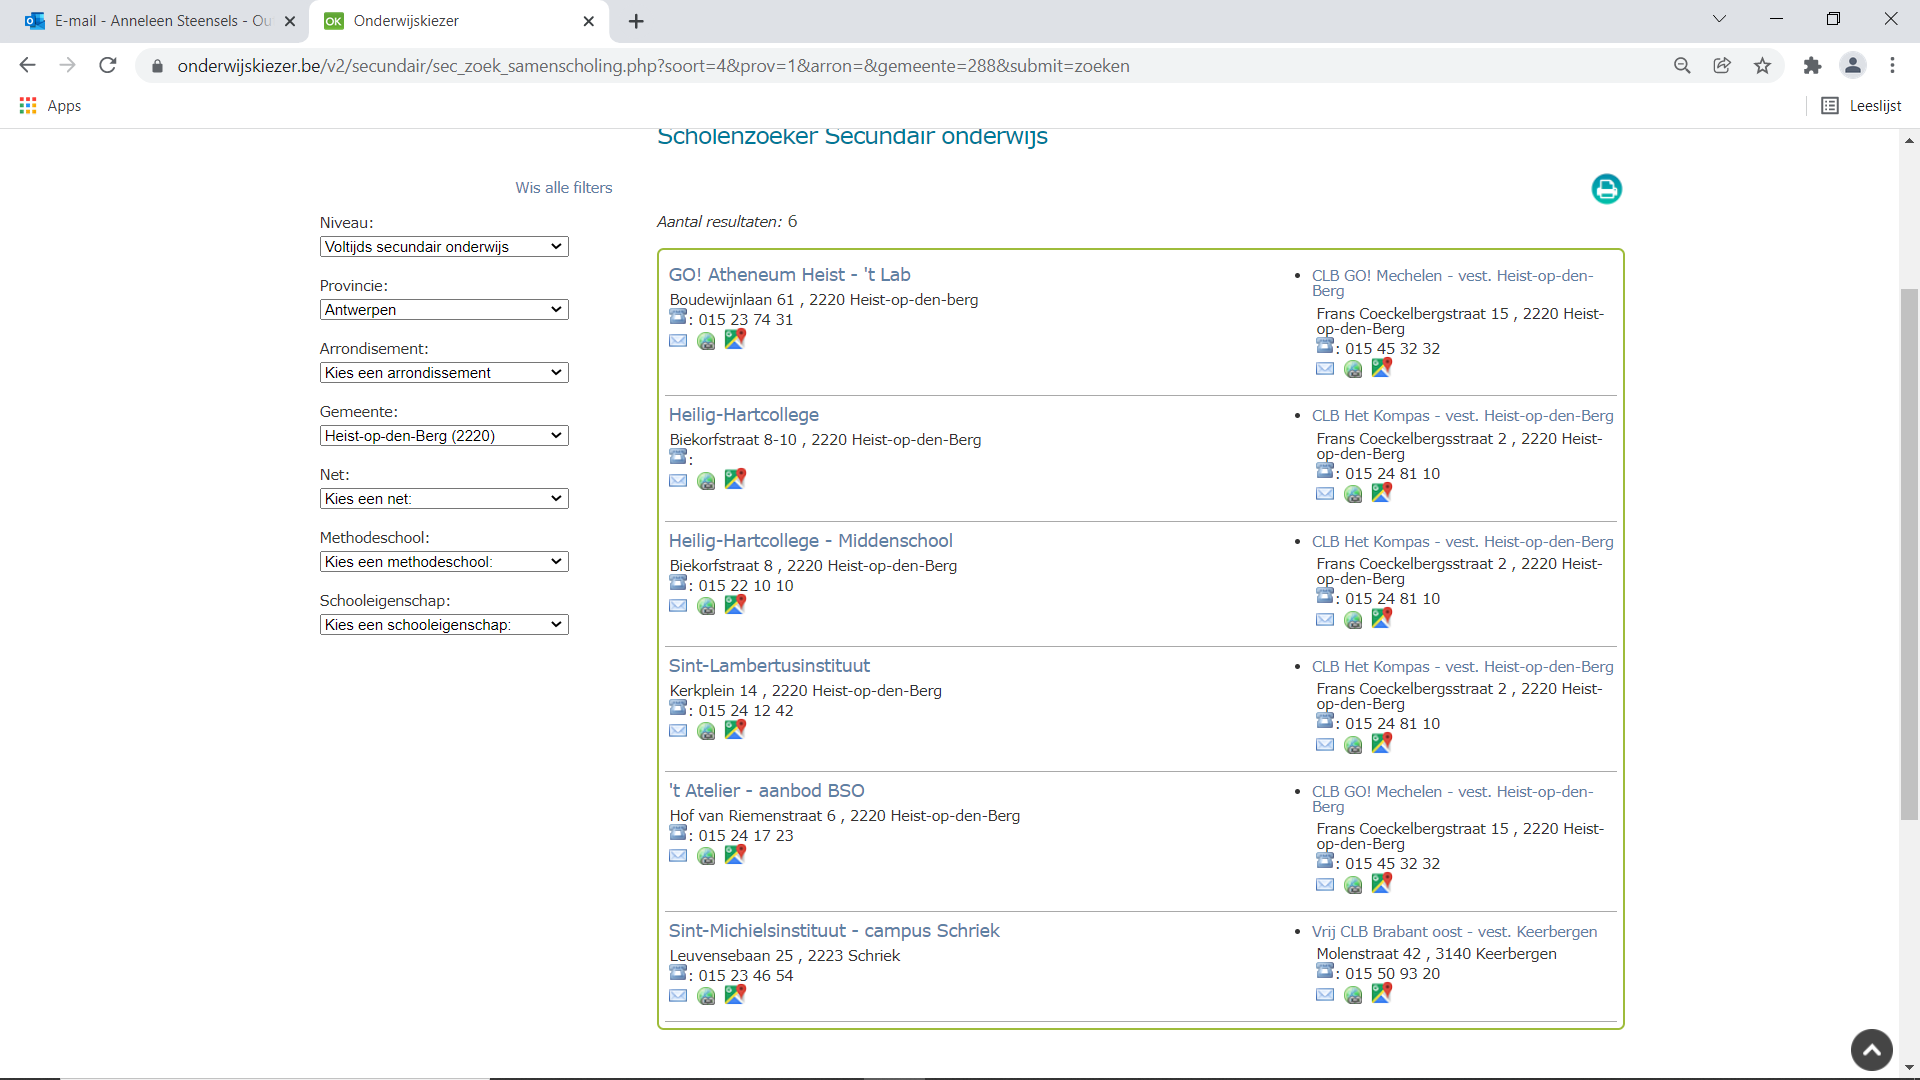 E-mail - Anneleen Steensels - Ou
Onderwijskiezer
onderwijskiezer.be/v2/secundair/sec_zoek_samenscholing.php?soort=4&prov=1&arron=&gemeente=288&submit=zoeken
Apps
Leeslijst
Scholenzoeker Secundair onderwijs
Wis alle filters
Niveau:
Voltijds secundair onderwijs
Provincie:
Antwerpen
Arrondisement:
Kies een arrondissement
Gemeente:
Heist-op-den-Berg (2220)
Net:
Kies een net:
Methodeschool:
Kies een methodeschool:
Schooleigenschap:
Kies een schooleigenschap:
Aantal resultaten: 6
GO! Atheneum Heist - 't Lab
Boudewijnlaan 61 , 2220 Heist-op-den-berg
: 015 23 74 31
• CLB GO! Mechelen - vest. Heist-op-den-
Berg
Frans Coeckelbergstraat 15 , 2220 Heist-
op-den-Berg
: 015 45 32 32
Heilig-Hartcollege
Biekorfstraat 8-10 , 2220 Heist-op-den-Berg
:
• CLB Het Kompas - vest. Heist-op-den-Berg
Frans Coeckelbergsstraat 2 , 2220 Heist-
op-den-Berg
: 015 24 81 10
Heilig-Hartcollege - Middenschool
Biekorfstraat 8 , 2220 Heist-op-den-Berg
: 015 22 10 10
• CLB Het Kompas - vest. Heist-op-den-Berg
Frans Coeckelbergsstraat 2 , 2220 Heist-
op-den-Berg
: 015 24 81 10
Sint-Lambertusinstituut
Kerkplein 14 , 2220 Heist-op-den-Berg
: 015 24 12 42
• CLB Het Kompas - vest. Heist-op-den-Berg
Frans Coeckelbergsstraat 2 , 2220 Heist-
op-den-Berg
: 015 24 81 10
't Atelier - aanbod BSO
Hof van Riemenstraat 6 , 2220 Heist-op-den-Berg
: 015 24 17 23
• CLB GO! Mechelen - vest. Heist-op-den-
Berg
Frans Coeckelbergstraat 15 , 2220 Heist-
op-den-Berg
: 015 45 32 32
Sint-Michielsinstituut - campus Schriek
Leuvensebaan 25 , 2223 Schriek
: 015 23 46 54
• Vrij CLB Brabant oost - vest. Keerbergen
Molenstraat 42 , 3140 Keerbergen
: 015 50 93 20